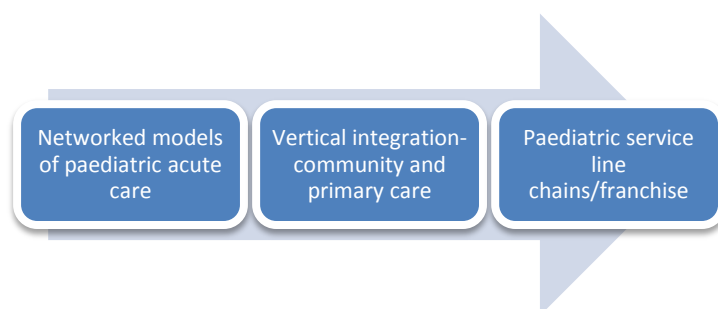 Networked models
of paediatric acute
care
Vertical integration-
community and
primary care
Paediatric service
line
chains/franchise